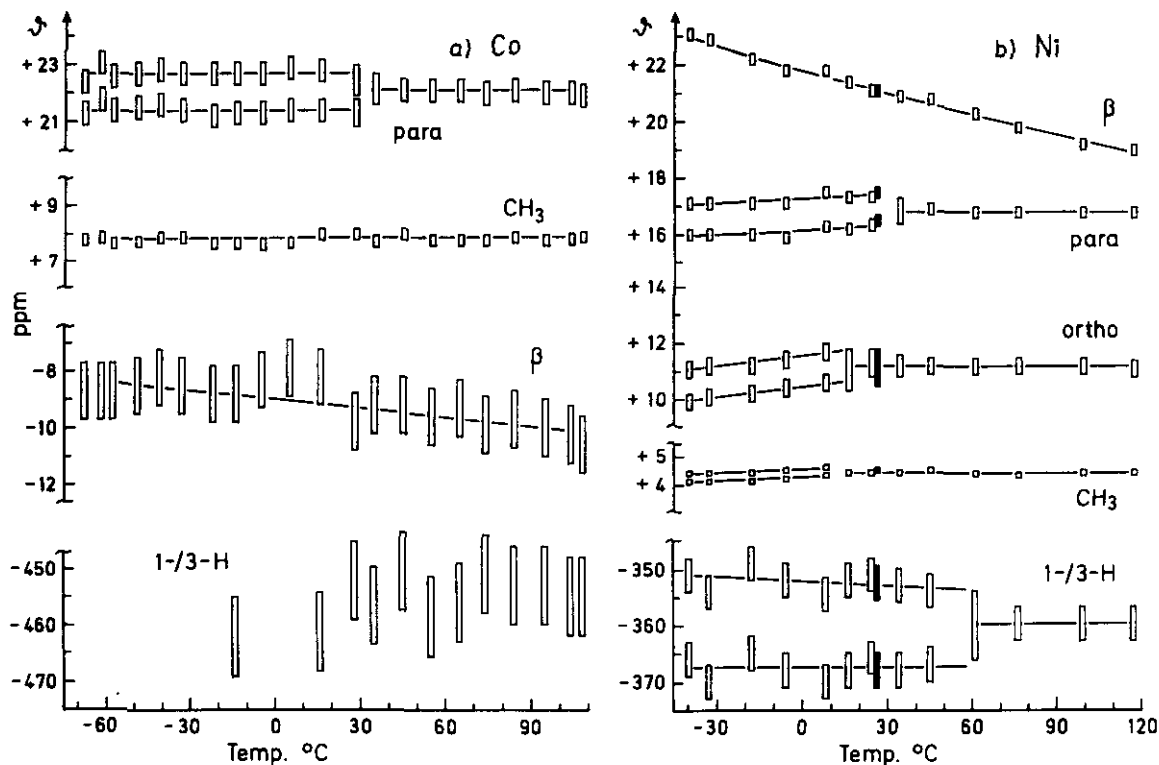 ϑ
a) Co
+23
+21
para
+9
CH₃
+7
ppm
-8
β
-10
-12
1-/3-H
-450
-460
-470
-60
-30
0
30
60
90
Temp. °C
ϑ
b) Ni
+22
β
+20
+18
+16
para
ortho
+12
+10
+5
+4
CH₃
-350
1-/3-H
-360
-370
-30
0
30
60
90
120
Temp. °C